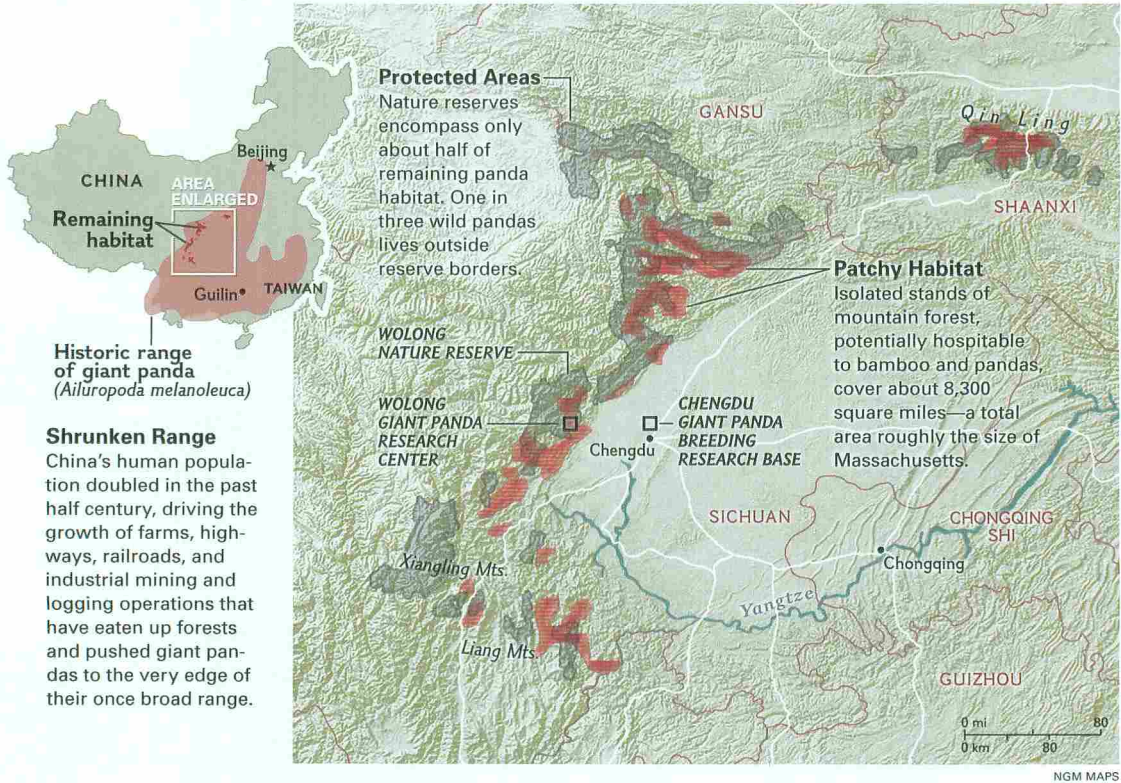 Beijing
CHINA
AREA
ENLARGED
Remaining
habitat
Guilin
TAIWAN
Historic range
of giant panda
(Ailuropoda melanoleuca)
Shrunken Range
China's human popula-
tion doubled in the past
half century, driving the
growth of farms, high-
ways, railroads, and
industrial mining and
logging operations that
have eaten up forests
and pushed giant pan-
das to the very edge of
their once broad range.
Protected Areas
Nature reserves
encompass only
about half of
remaining panda
habitat. One in
three wild pandas
lives outside
reserve borders.
GANSU
Qin Ling
SHAANXI
Patchy Habitat
Isolated stands of
mountain forest,
potentially hospitable
to bamboo and pandas,
cover about 8,300
square miles—a total
area roughly the size of
Massachusetts.
WOLONG
NATURE RESERVE
WOLONG
GIANT PANDA
RESEARCH
CENTER
CHENGDU
GIANT PANDA
BREEDING
RESEARCH BASE
Chengdu
SICHUAN
CHONGQING
SHI
Chongqing
Xiangling Mts.
Yangtze
Liang Mts.
GUIZHOU
0 mi 80
0 km 80
NGM MAPS